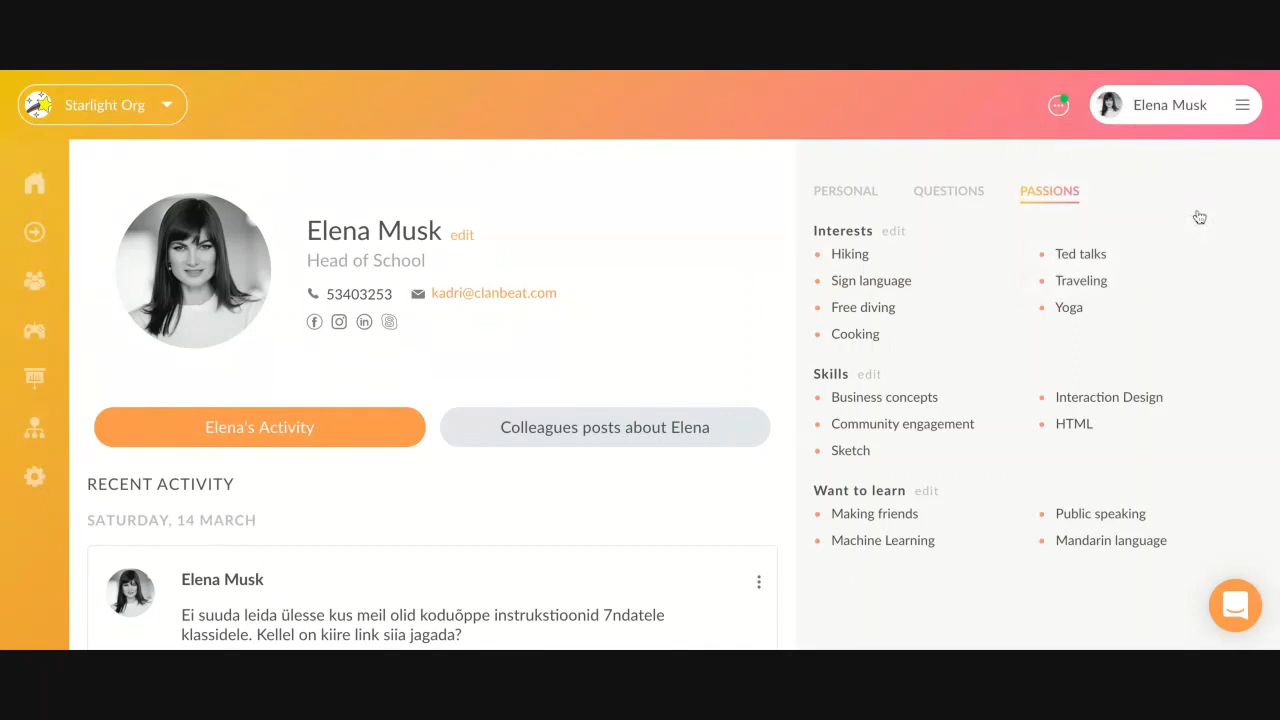 Starlight Org
Elena Musk
Elena Musk edit
Head of School
53403253 kadri@clanbeat.com
Elena's Activity
Colleagues posts about Elena
RECENT ACTIVITY
SATURDAY, 14 MARCH
Elena Musk
Ei suuda leida ülesse kus meil olid koduõppe instrukstioonid 7ndatele
klassidele. Kellel on kiire link siia jagada?
PERSONAL QUESTIONS PASSIONS
Interests edit
Hiking
Sign language
Free diving
Cooking
Ted talks
Traveling
Yoga
Skills edit
Business concepts
Community engagement
Sketch
Interaction Design
HTML
Want to learn edit
Making friends
Machine Learning
Public speaking
Mandarin language